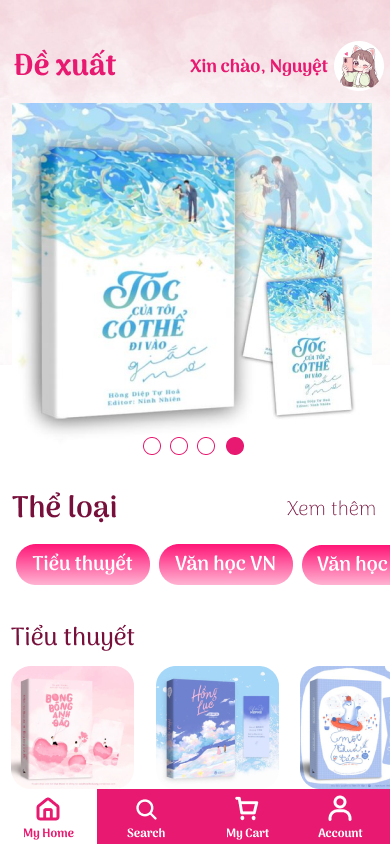 Đề xuất
Xin chào, Nguyệt
TÓC
CỦA TÔI
CÓ THỂ
ĐI VÀO
giấc
mơ
Hồng Diệp Tự Hoả
Editor: Ninh Nhiên
TÓC
CỦA TÔI
CÓ THỂ
ĐI VÀO
giấc
mơ
Thể loại
Xem thêm
Tiểu thuyết
Văn học VN
Văn học
Tiểu thuyết
BONG
BÓNG
ANH
ĐÀO
Hồng
Lục
My Home
Search
My Cart
Account